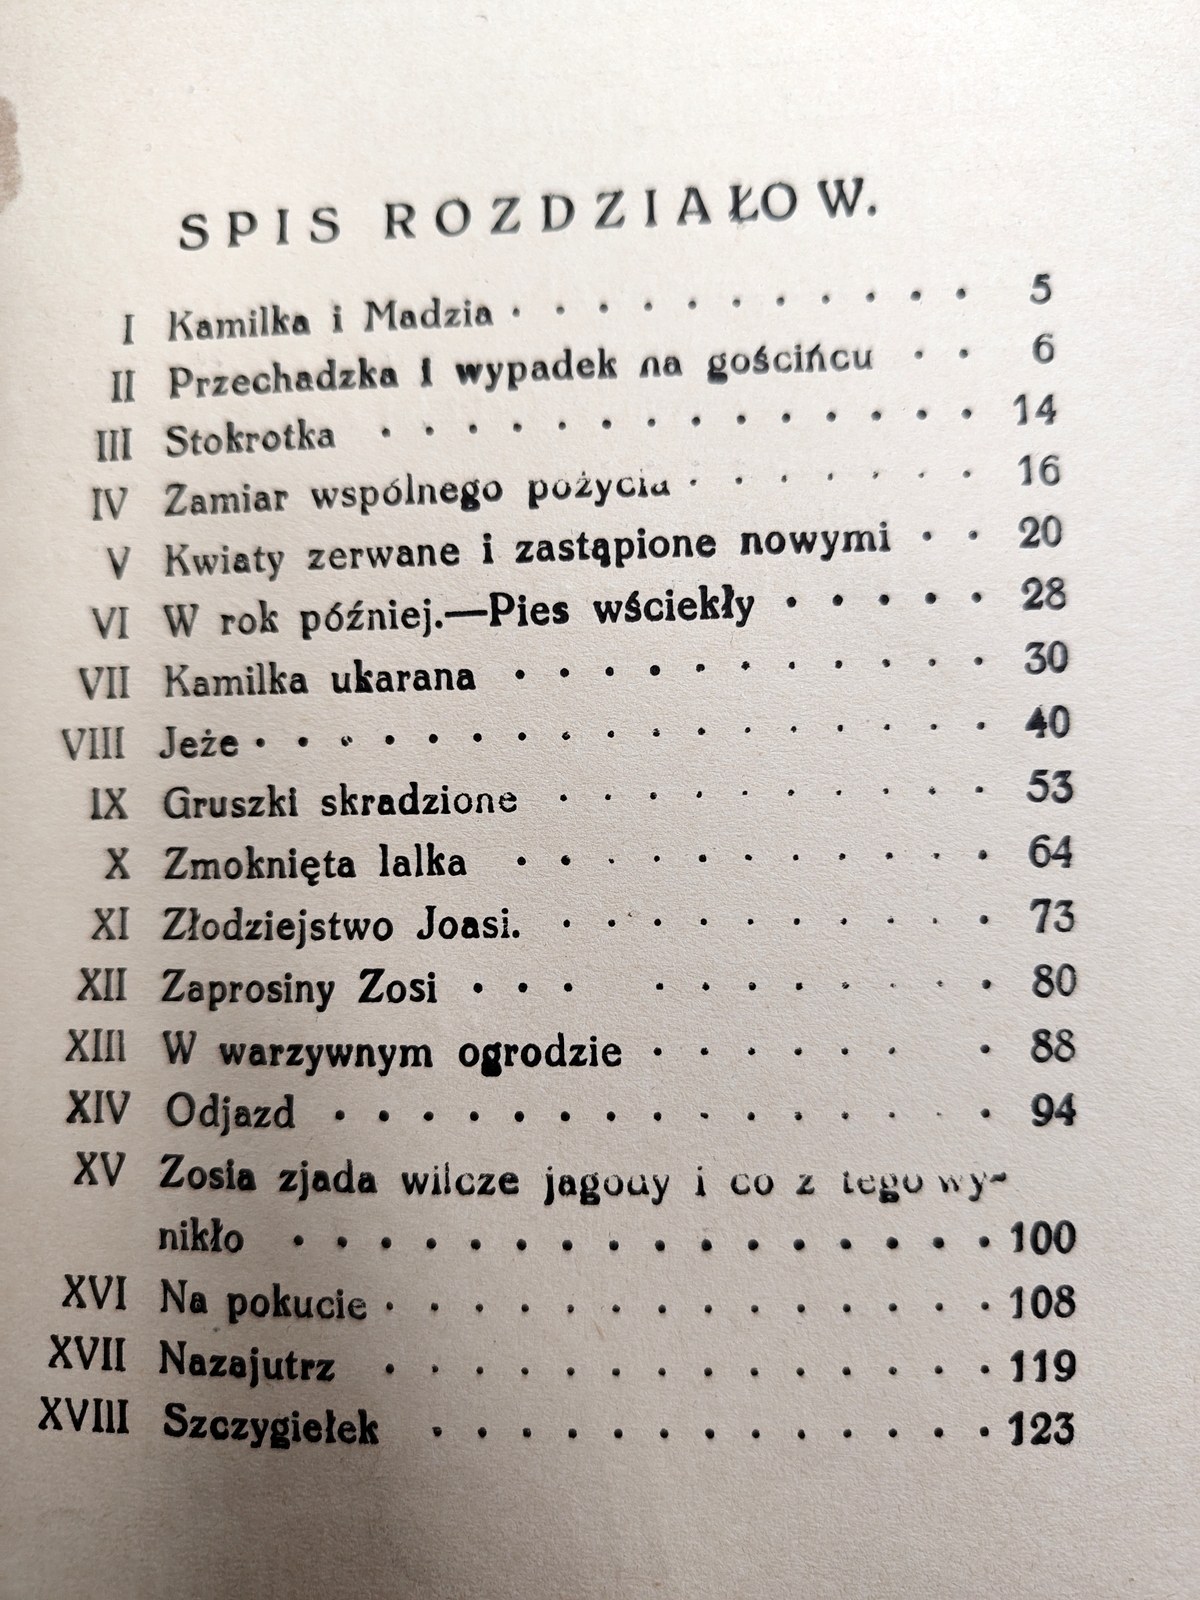 SPIS ROZDZIAŁOW.
I Kamilka i Madzia . . . . . . . . . . . 5
II Przechadzka i wypadek na gościńcu . . 6
III Stokrotka . . . . . . . . . . . . . . 14
IV Zamiar wspólnego pożycia . . . . . . . 16
V Kwiaty zerwane i zastąpione nowymi . . 20
VI W rok później.—Pies wściekły . . . . . 28
VII Kamilka ukarana . . . . . . . . . . . 30
VIII Jeże . . . . . . . . . . . . . . . . . 40
IX Gruszki skradzione . . . . . . . . . . 53
X Zmoknięta lalka . . . . . . . . . . . 64
XI Złodziejstwo Joasi. . . . . . . . . . . 73
XII Zaprosiny Zosi . . . . . . . . . . . 80
XIII W warzywnym ogrodzie . . . . . . . 88
XIV Odjazd . . . . . . . . . . . . . . . 94
XV Zosia zjada wilcze jagody i co z tego wy-
nikło . . . . . . . . . . . . . . . . 100
XVI Na pokucie . . . . . . . . . . . . . . 108
XVII Nazajutrz . . . . . . . . . . . . . . 119
XVIII Szczygiełek . . . . . . . . . . . . . 123